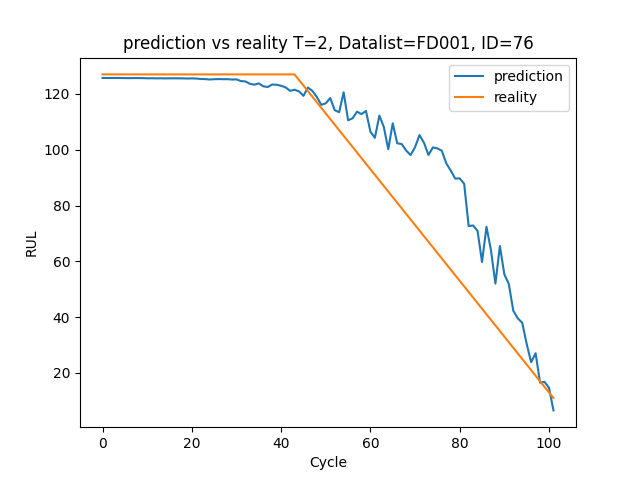 prediction vs reality T=2, Datalist=FD001, ID=76
prediction
reality
RUL
120
100
80
60
40
20
0 20 40 60 80 100
Cycle